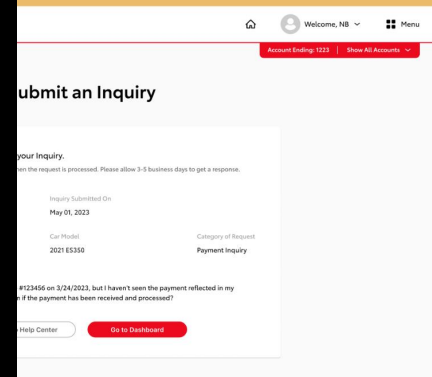 Welcome, NB
Menu
Account Ending: 1223 | Show All Accounts
ubmit an Inquiry
your Inquiry.
hen the request is processed. Please allow 3-5 business days to get a response.
Inquiry Submitted On
May 01, 2023
Car Model Category of Request
2021 ES350 Payment Inquiry
#123456 on 3/24/2023, but I haven't seen the payment reflected in my
if the payment has been received and processed?
Help Center Go to Dashboard